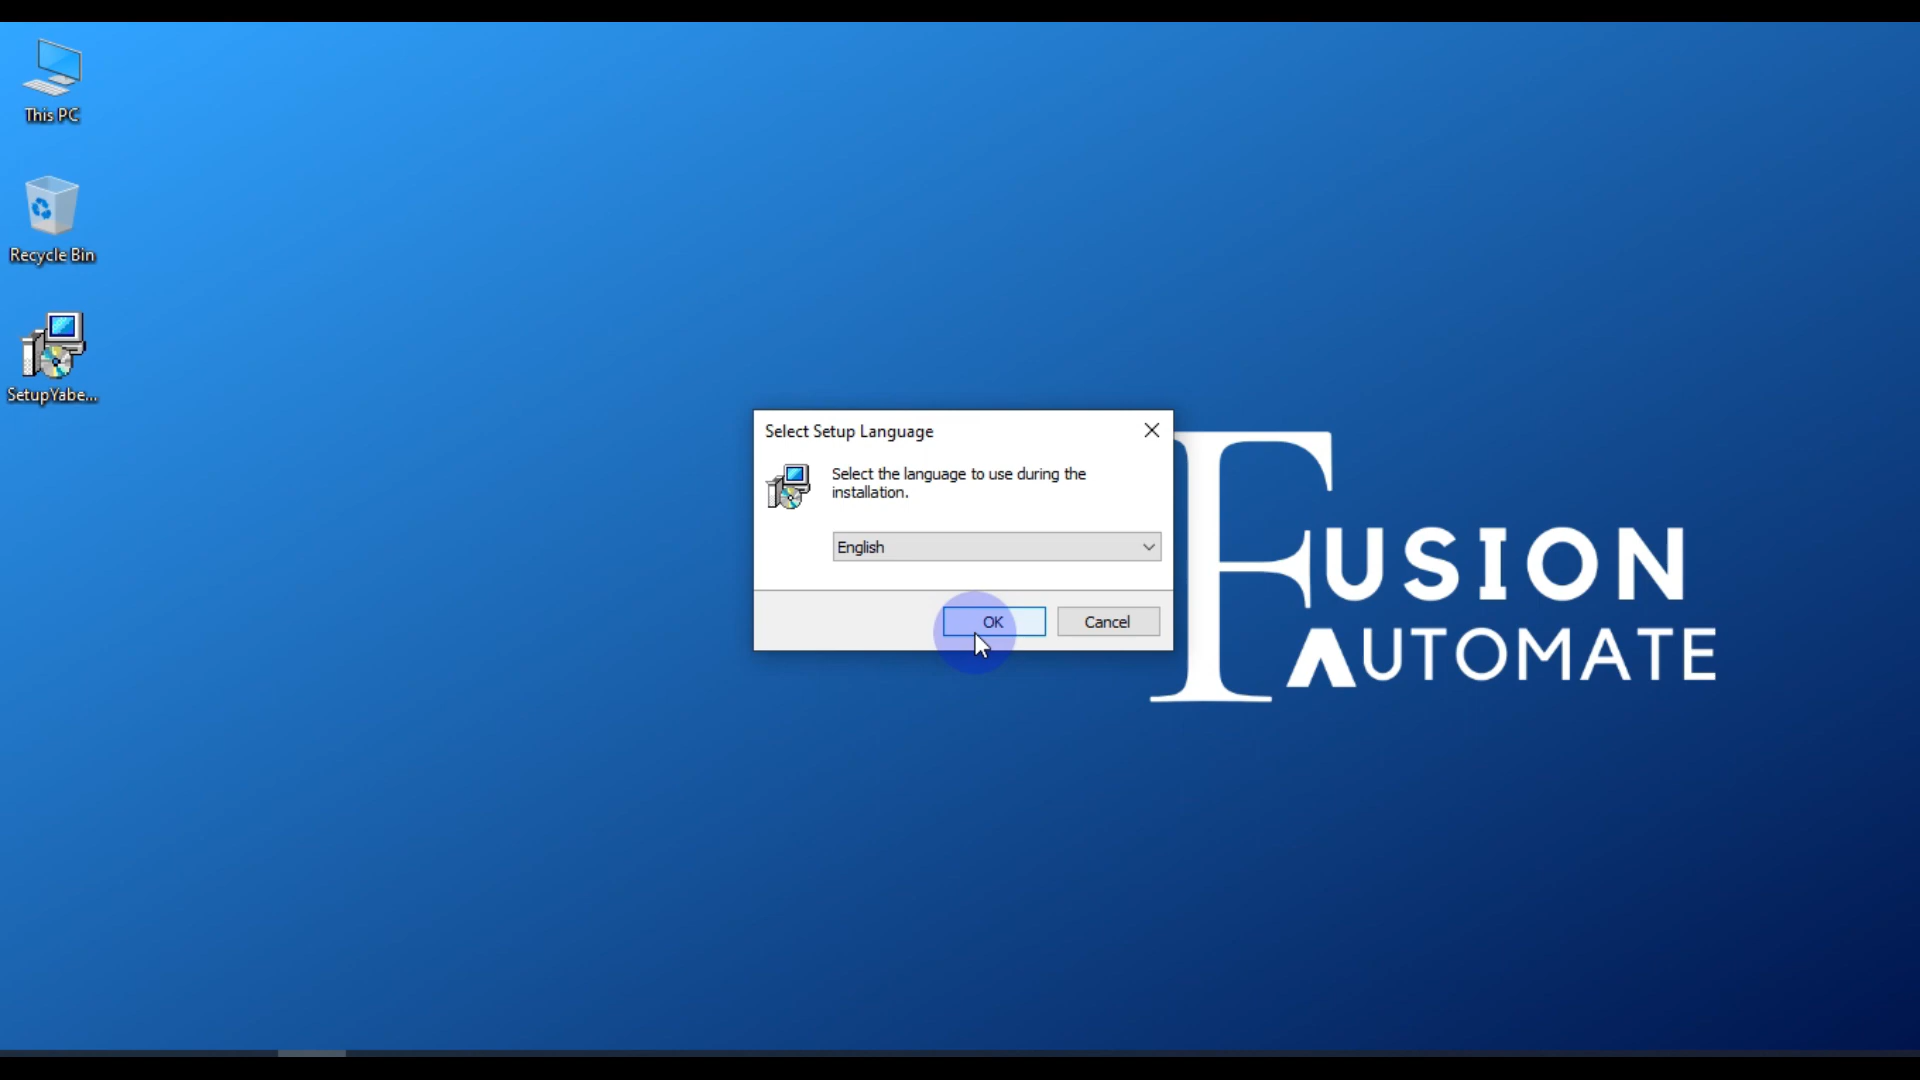 This PC
Recycle Bin
SetupYabe...
Select Setup Language
Select the language to use during the
installation.
English
OK
Cancel
FUSION
AUTOMATE